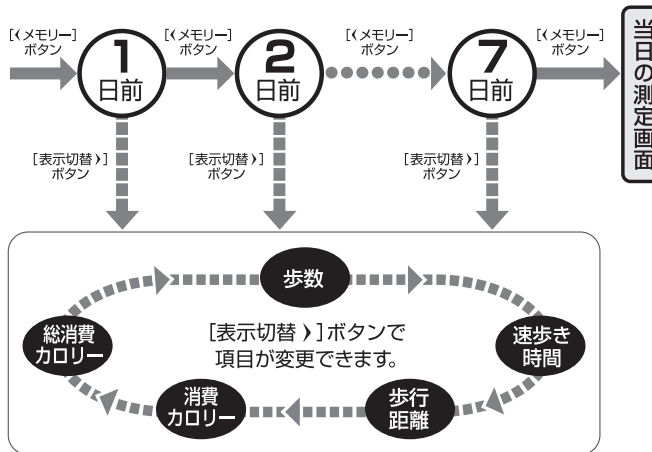 [❬メモリー]
ボタン
1
日前
[❬メモリー]
ボタン
2
日前
[❬メモリー]
ボタン
7
日前
[❬メモリー]
ボタン
当日の測定画面
[表示切替❭]
ボタン
[表示切替❭]
ボタン
[表示切替❭]
ボタン
歩数
総消費
カロリー
[表示切替❭]ボタンで
項目が変更できます。
速歩き
時間
消費
カロリー
歩行
距離